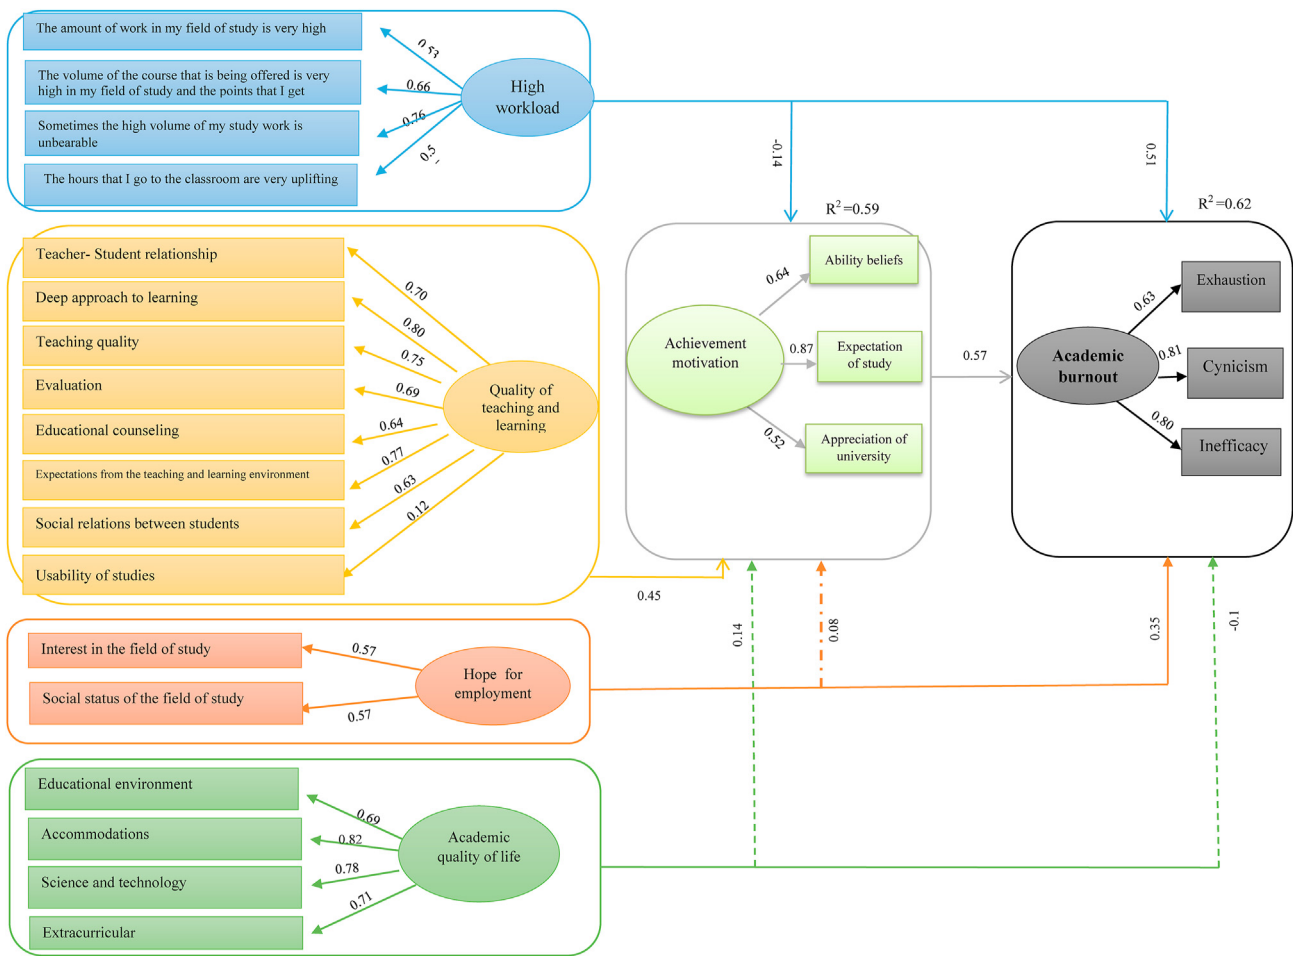 The amount of work in my field of study is very high
The volume of the course that is being offered is very
high in my field of study and the points that I get
Sometimes the high volume of my study work is
unbearable
The hours that I go to the classroom are very uplifting
0.53
0.66
0.76
0.5
High
workload
-0.14
0.51
Teacher- Student relationship
Deep approach to learning
Teaching quality
Evaluation
Educational counseling
Expectations from the teaching and learning environment
Social relations between students
Usability of studies
0.70
0.80
0.75
0.69
0.64
0.77
0.63
0.12
Quality of
teaching and
learning
0.45
R2 =0.59
Achievement
motivation
0.64
0.87
0.52
Ability beliefs
Expectation
of study
Appreciation of
university
0.57
R2 =0.62
Academic
burnout
0.63
0.81
0.80
Exhaustion
Cynicism
Inefficacy
Interest in the field of study
Social status of the field of study
0.57
0.57
Hope for
employment
0.14
0.08
0.35
-0.1
Educational environment
Accommodations
Science and technology
Extracurricular
0.69
0.82
0.78
0.71
Academic
quality of life